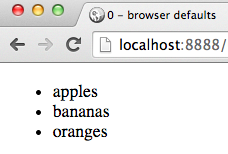 0 - browser defaults
localhost:8888/
apples
bananas
oranges